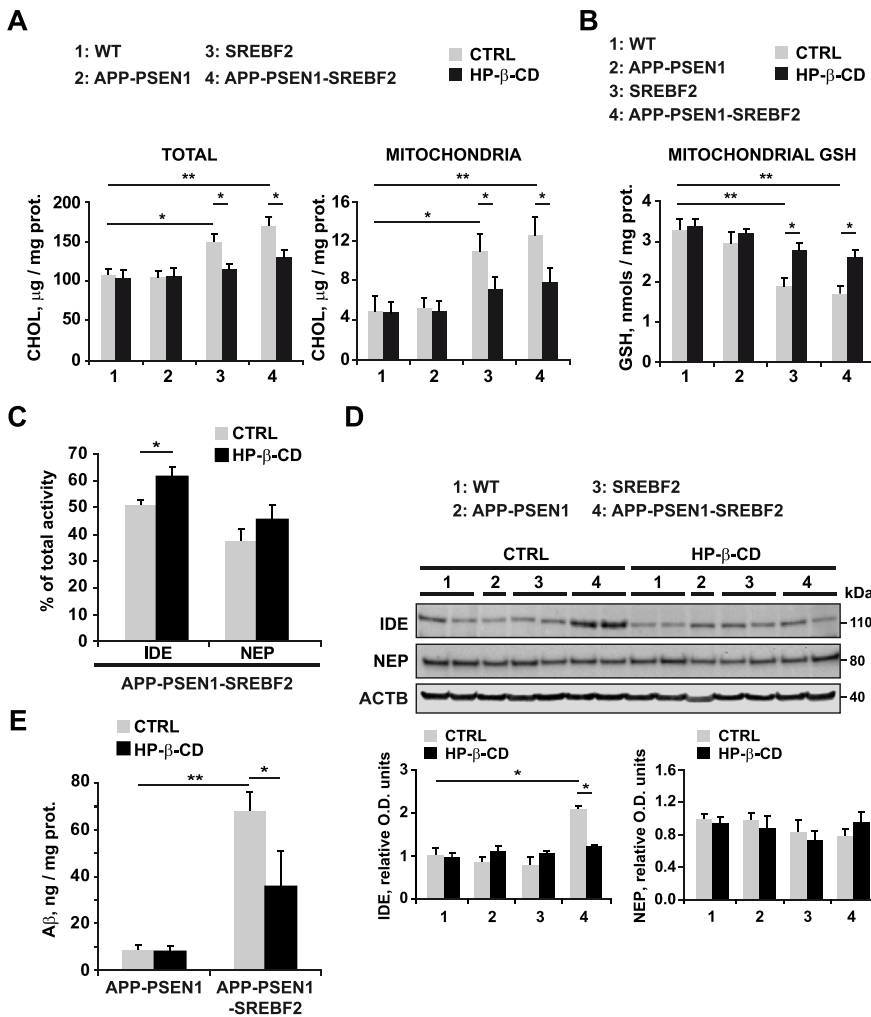 A
1: WT 3: SREBF2
2: APP-PSEN1 4: APP-PSEN1-SREBF2
CTRL
HP-β-CD
TOTAL
** 
*
*
*
CHOL, μg / mg prot.
200
150
100
50
0
1 2 3 4
MITOCHONDRIA
**
*
*
*
CHOL, μg / mg prot.
16
12
8
4
0
1 2 3 4
B
1: WT
2: APP-PSEN1
3: SREBF2
4: APP-PSEN1-SREBF2
CTRL
HP-β-CD
MITOCHONDRIAL GSH
**
**
*
*
GSH, nmols / mg prot.
4
3
2
1
0
1 2 3 4
C
CTRL
HP-β-CD
*
% of total activity
80
70
60
50
40
30
20
10
0
IDE NEP
APP-PSEN1-SREBF2
D
1: WT 3: SREBF2
2: APP-PSEN1 4: APP-PSEN1-SREBF2
CTRL HP-β-CD
1 2 3 4 1 2 3 4 kDa
IDE 110
NEP 80
ACTB 40
CTRL
HP-β-CD
*
*
IDE, relative O.D. units
3
2
1
0
1 2 3 4
CTRL
HP-β-CD
NEP, relative O.D. units
1.6
1.2
0.8
0.4
0.0
1 2 3 4
E
CTRL
HP-β-CD
**
*
Aβ, ng / mg prot.
80
60
40
20
0
APP-PSEN1 APP-PSEN1
-SREBF2